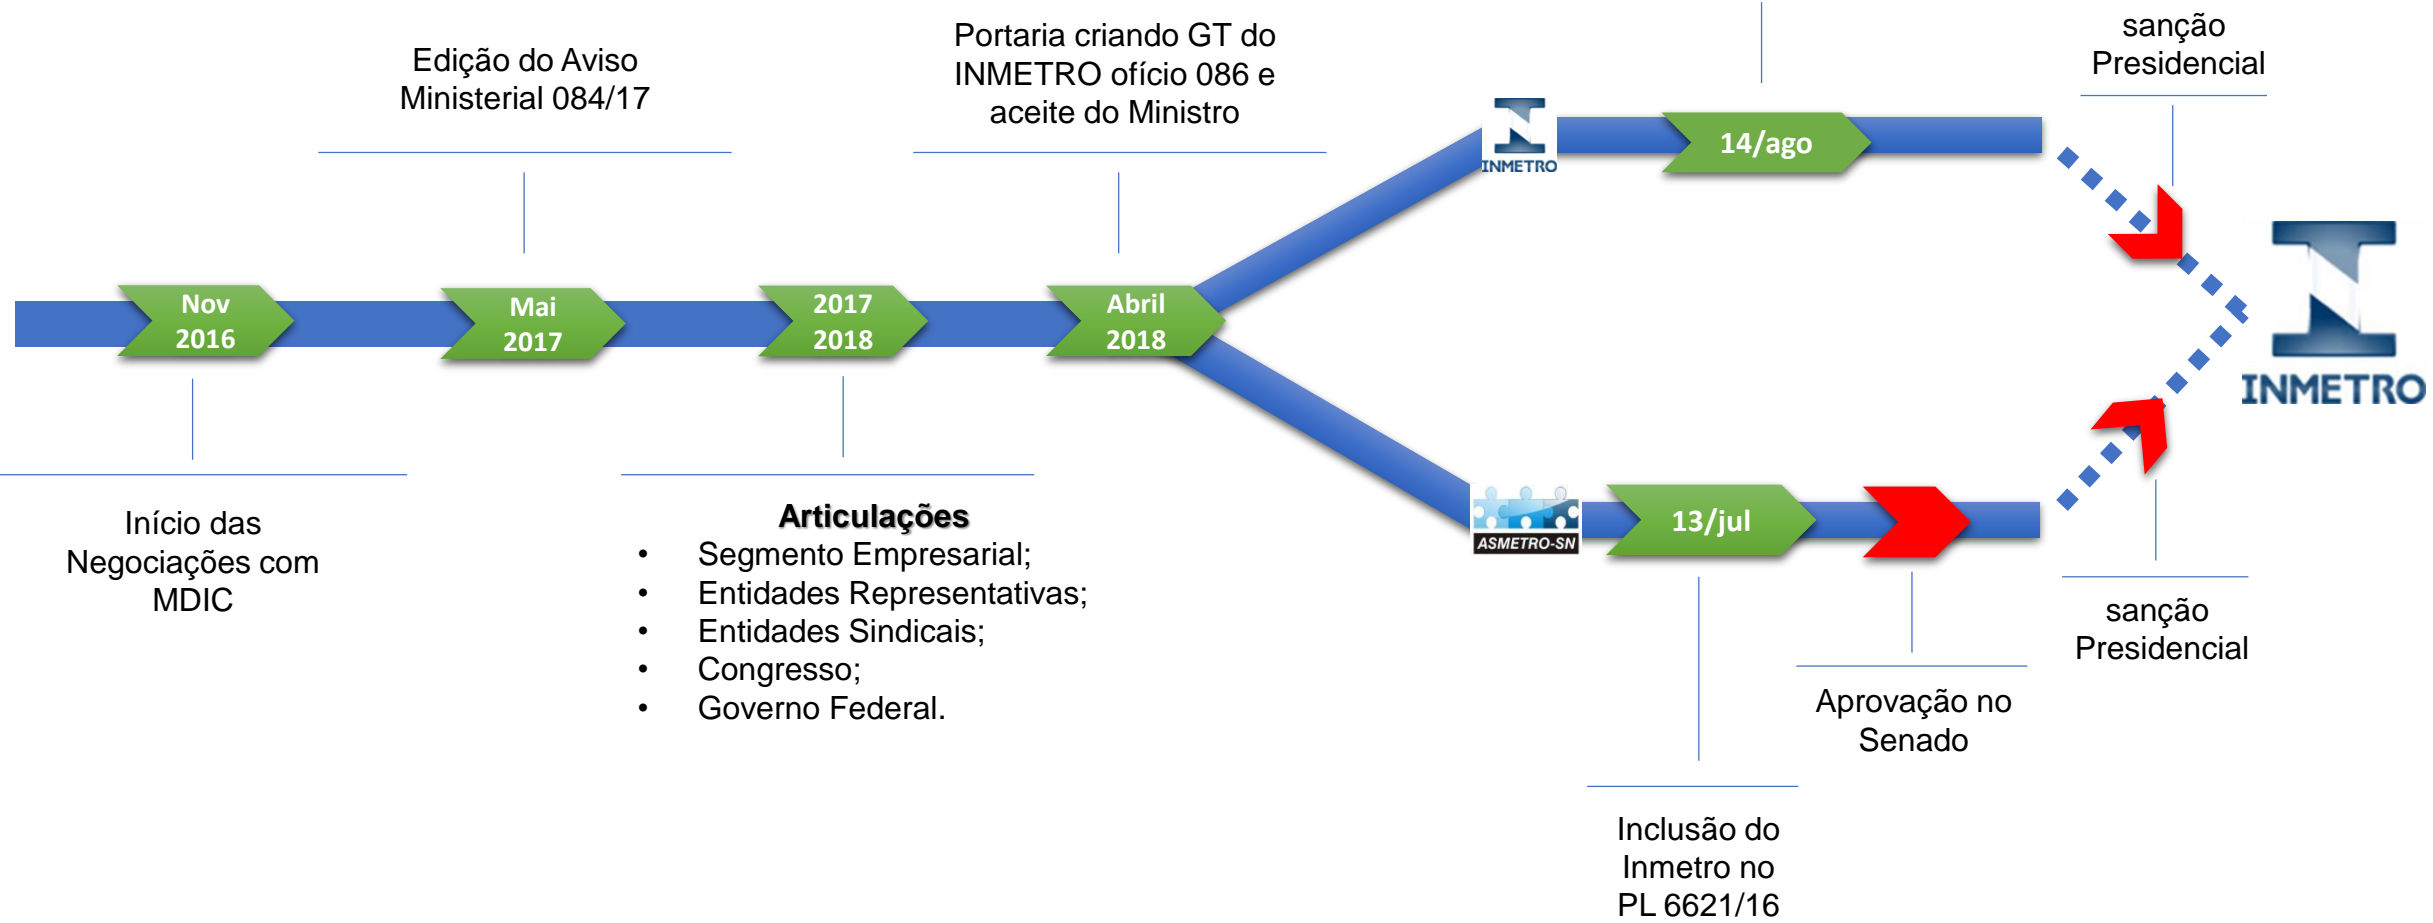 Edição do Aviso
Ministerial 084/17
Portaria criando GT do
INMETRO ofício 086 e
aceite do Ministro
sanção
Presidencial
INMETRO
14/ago
Nov
2016
Mai
2017
2017
2018
Abril
2018
INMETRO
Início das
Negociações com
MDIC
Articulações
• Segmento Empresarial;
• Entidades Representativas;
• Entidades Sindicais;
• Congresso;
• Governo Federal.
ASMETRO-SN
13/jul
sanção
Presidencial
Aprovação no
Senado
Inclusão do
Inmetro no
PL 6621/16